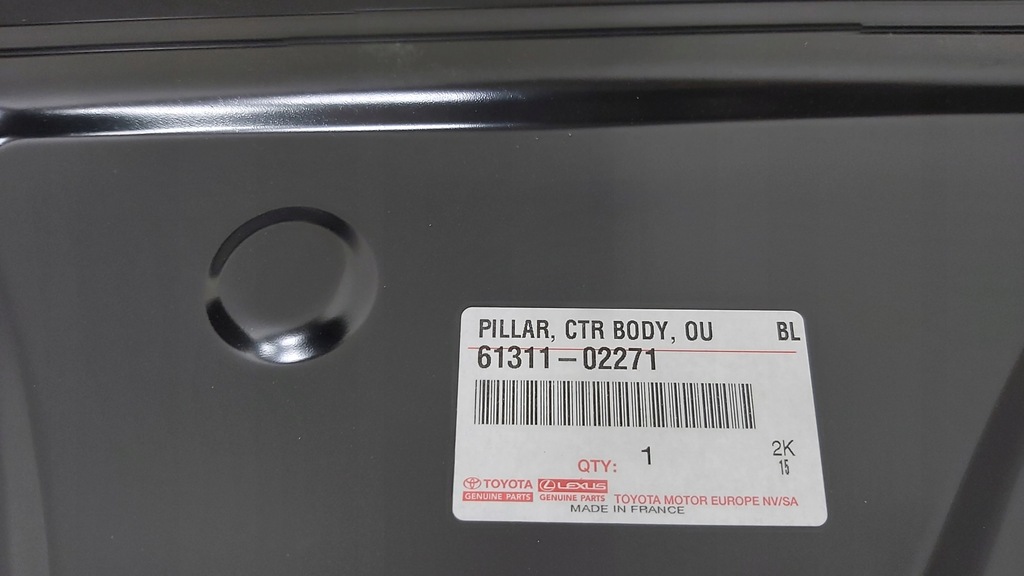 PILLAR, CTR BODY, OU BL
61311-02271
QTY: 1
2K
15
TOYOTA LEXUS
GENUINE PARTS GENUINE PARTS TOYOTA MOTOR EUROPE NV/SA
MADE IN FRANCE